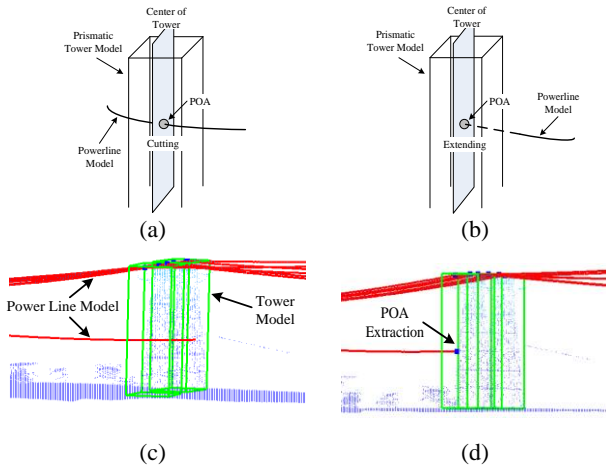 Center of
Tower
Prismatic
Tower Model
POA
Powerline
Model
Cutting
(a)
Center of
Tower
Prismatic
Tower Model
POA
Powerline
Model
Extending
(b)
Power Line Model
Tower
Model
(c)
POA
Extraction
(d)